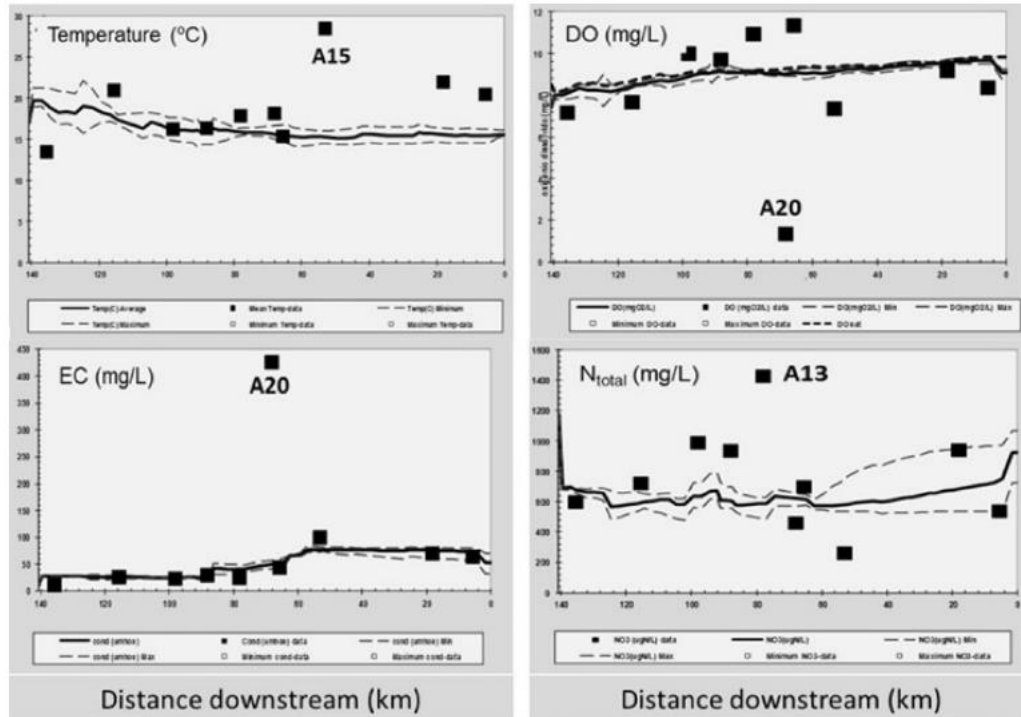 Temperature (°C)
A15
30
25
20
15
10
5
0
140 120 100 80 60 40 20 0
Temp(C)-Average
Mean Temp-data
Temp(C)-Minimum
Temp(C)-Maximum
Minimum Temp-data
Maximum Temp-data
DO (mg/L)
A20
12
10
8
6
4
2
0
140 120 100 80 60 40 20 0
DO(mgO2/L)
DO (mgO2/L) data
DO(mgO2/L) Min
DO(mgO2/L) Max
Minimum DO-data
Maximum DO-data
DO sat
EC (mg/L)
A20
450
400
350
300
250
200
150
100
50
0
140 120 100 80 60 40 20 0
cond (umhos)
Cond (umhos)-data
cond (umhos) Min
cond (umhos) Max
Minimum cond-data
Maximum cond-data
Distance downstream (km)
Ntotal (mg/L)
A13
1600
1400
1200
1000
800
600
400
200
0
140 120 100 80 60 40 20 0
NO3 (ugN/L) data
NO3(ugN/L)
NO3(ugN/L) Min
NO3(ugN/L) Max
Minimum NO3-data
Maximum NO3-data
Distance downstream (km)